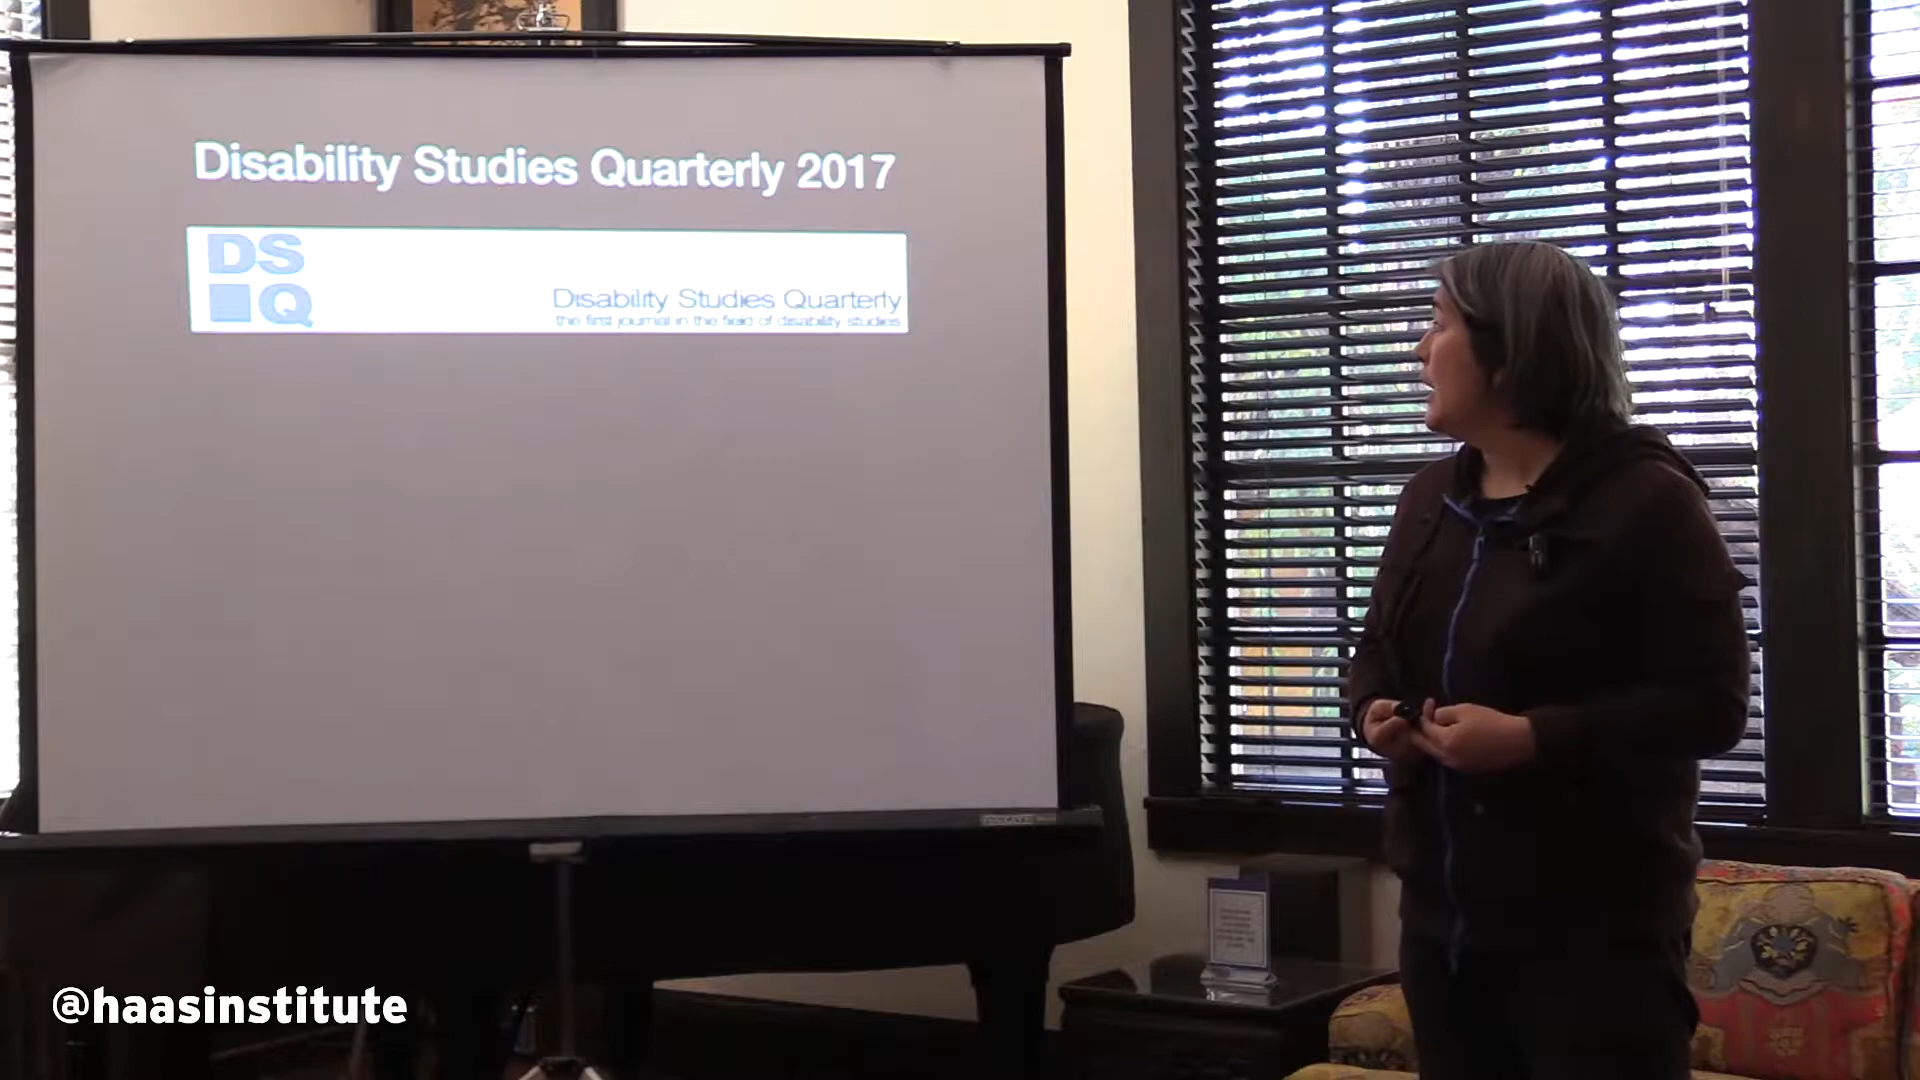 Disability Studies Quarterly 2017
DS
Q
Disability Studies Quarterly
the first journal in the field of disability studies
@haasinstitute